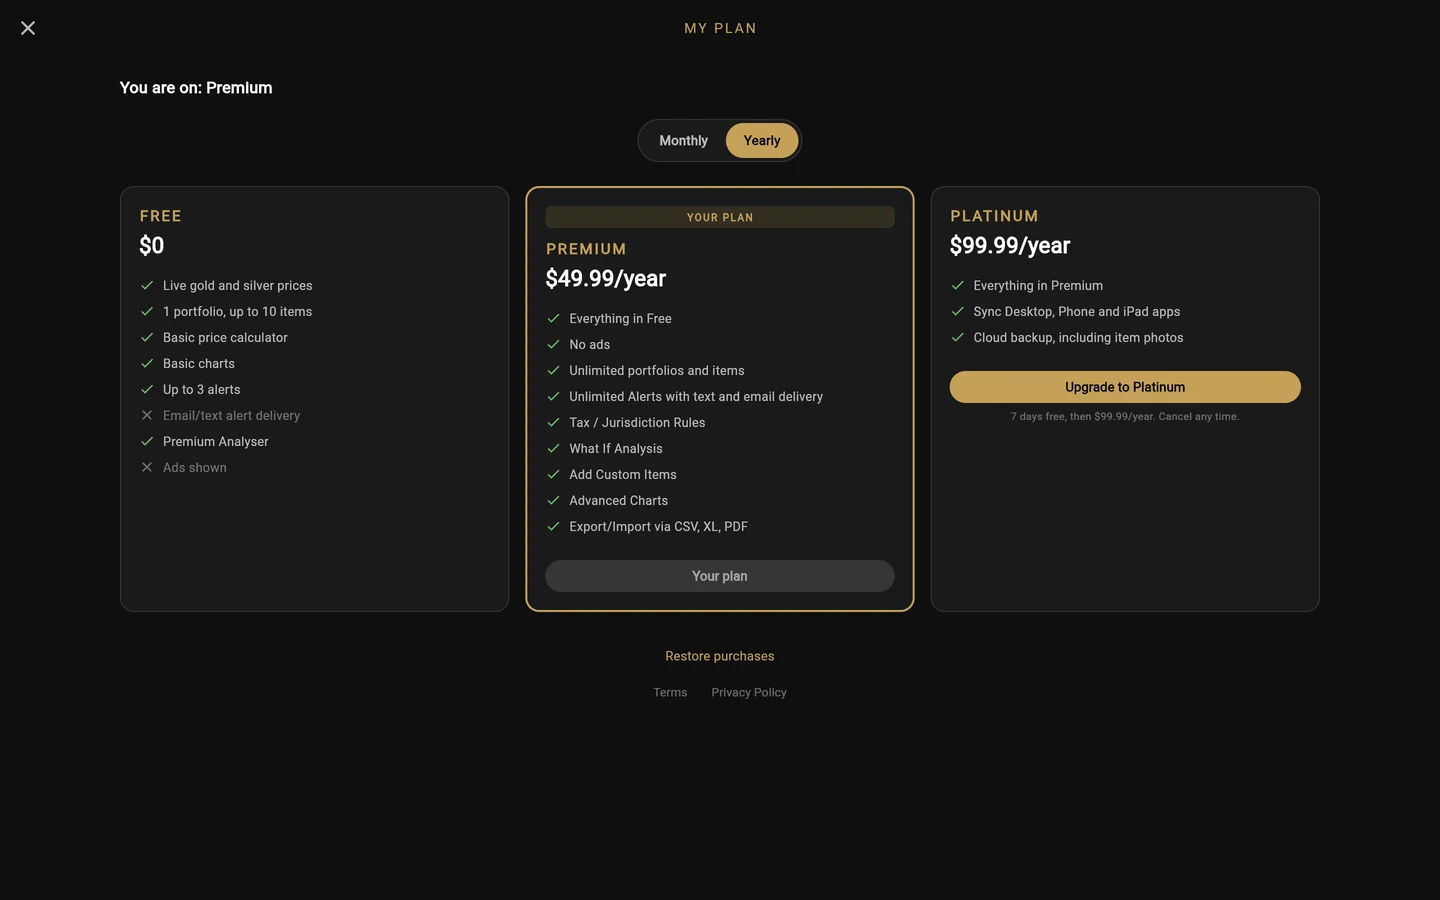 MY PLAN
You are on: Premium
Monthly
Yearly
FREE
$0
Live gold and silver prices
1 portfolio, up to 10 items
Basic price calculator
Basic charts
Up to 3 alerts
Email/text alert delivery
Premium Analyser
Ads shown
YOUR PLAN
PREMIUM
$49.99/year
Everything in Free
No ads
Unlimited portfolios and items
Unlimited Alerts with text and email delivery
Tax / Jurisdiction Rules
What If Analysis
Add Custom Items
Advanced Charts
Export/Import via CSV, XL, PDF
Your plan
PLATINUM
$99.99/year
Everything in Premium
Sync Desktop, Phone and iPad apps
Cloud backup, including item photos
Upgrade to Platinum
7 days free, then $99.99/year. Cancel any time.
Restore purchases
Terms
Privacy Policy